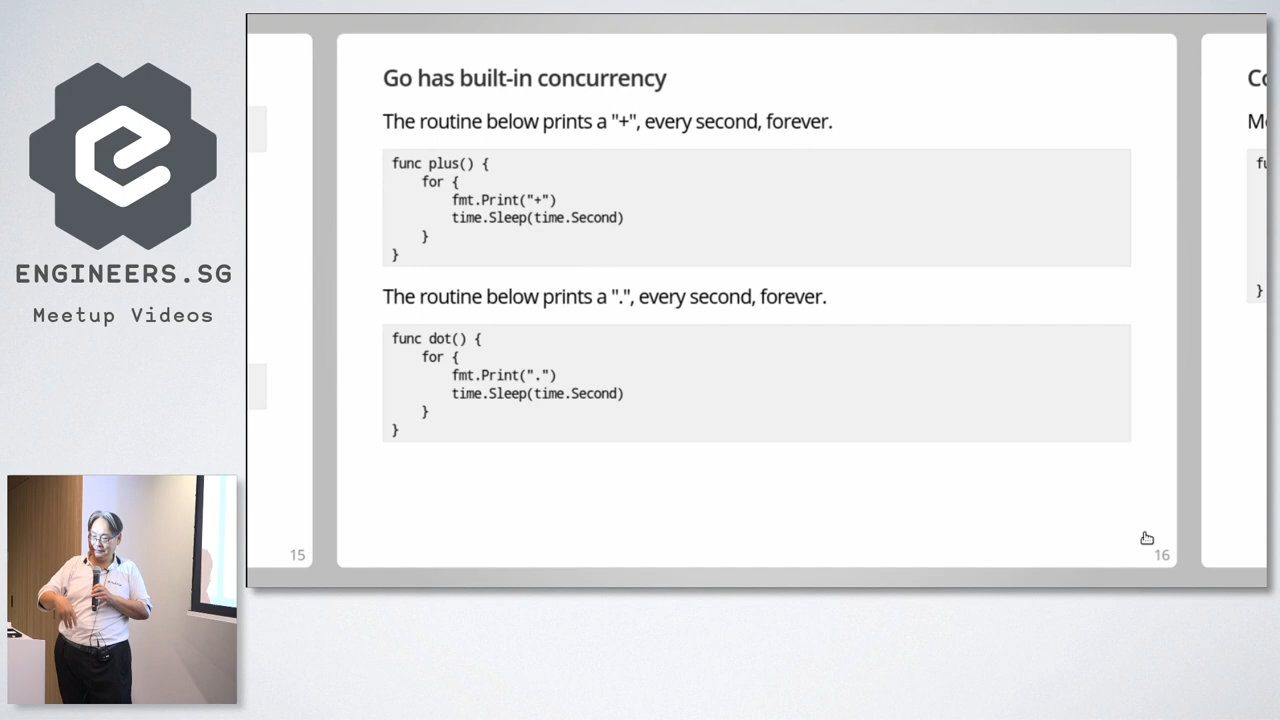 ENGINEERS.SG
Meetup Videos
15
Go has built-in concurrency
The routine below prints a "+", every second, forever.
func plus() {
    for {
        fmt.Print("+")
        time.Sleep(time.Second)
    }
}
The routine below prints a ".", every second, forever.
func dot() {
    for {
        fmt.Print(".")
        time.Sleep(time.Second)
    }
}
16
}